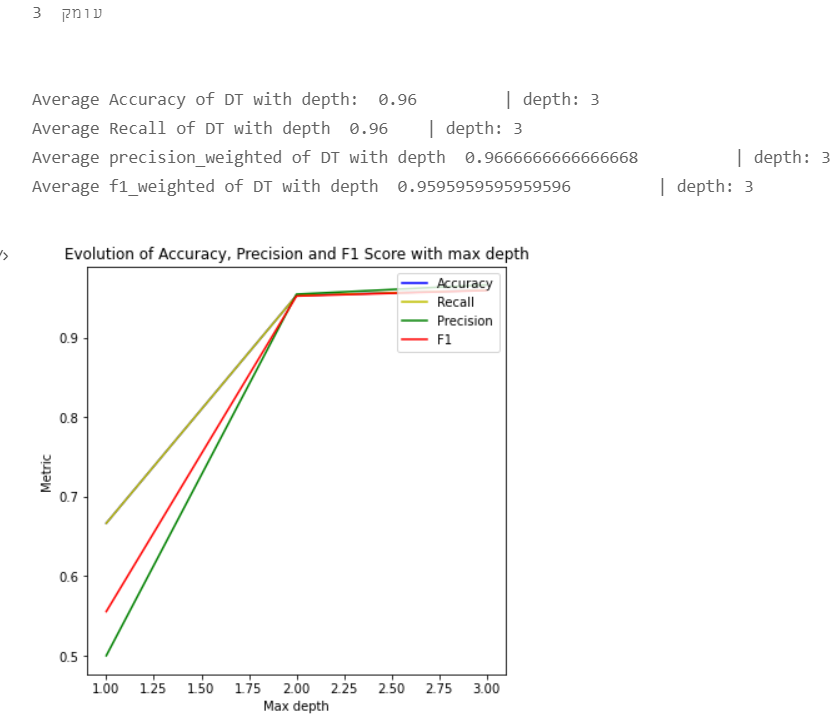 עומק 3
Average Accuracy of DT with depth: 0.96 | depth: 3
Average Recall of DT with depth 0.96 | depth: 3
Average precision_weighted of DT with depth 0.9666666666666668 | depth: 3
Average f1_weighted of DT with depth 0.9595959595959596 | depth: 3
Evolution of Accuracy, Precision and F1 Score with max depth
Accuracy
Recall
Precision
F1
0.9
0.8
0.7
0.6
0.5
Metric
1.00 1.25 1.50 1.75 2.00 2.25 2.50 2.75 3.00
Max depth